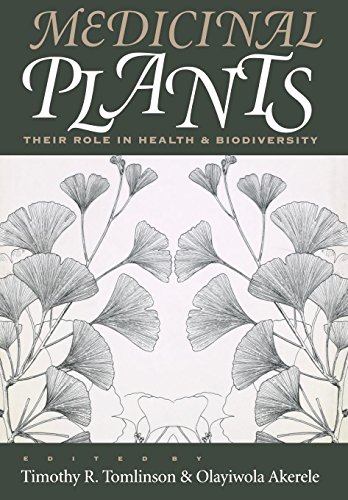 MEDICINAL
PLANTS
THEIR ROLE IN HEALTH & BIODIVERSITY
EDITED BY
Timothy R. Tomlinson & Olayiwola Akerele